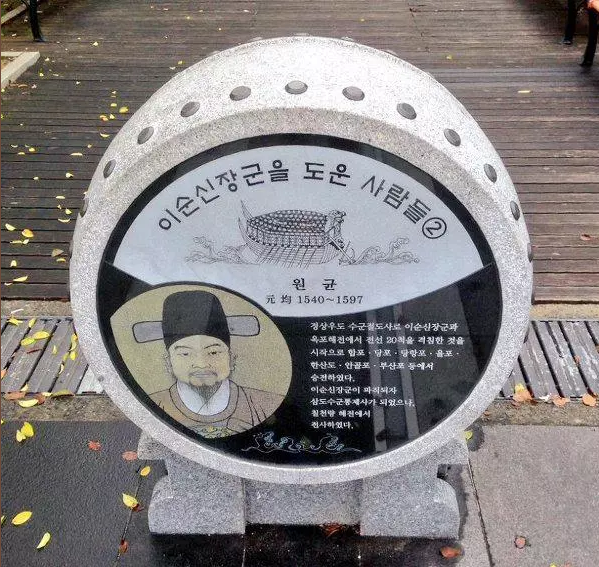 이순신장군을 도운 사람들②
원 균
元 均 1540~1597
경상우도 수군절도사로 이순신장군과
옥포해전에서 전선 20척을 격침한 것을
시작으로 합포·당포·당항포·율포·
한산도·안골포·부산포 등에서
승전하였다.
이순신장군이 파직되자
삼도수군통제사가 되었으나,
칠천량 해전에서
전사하였다.